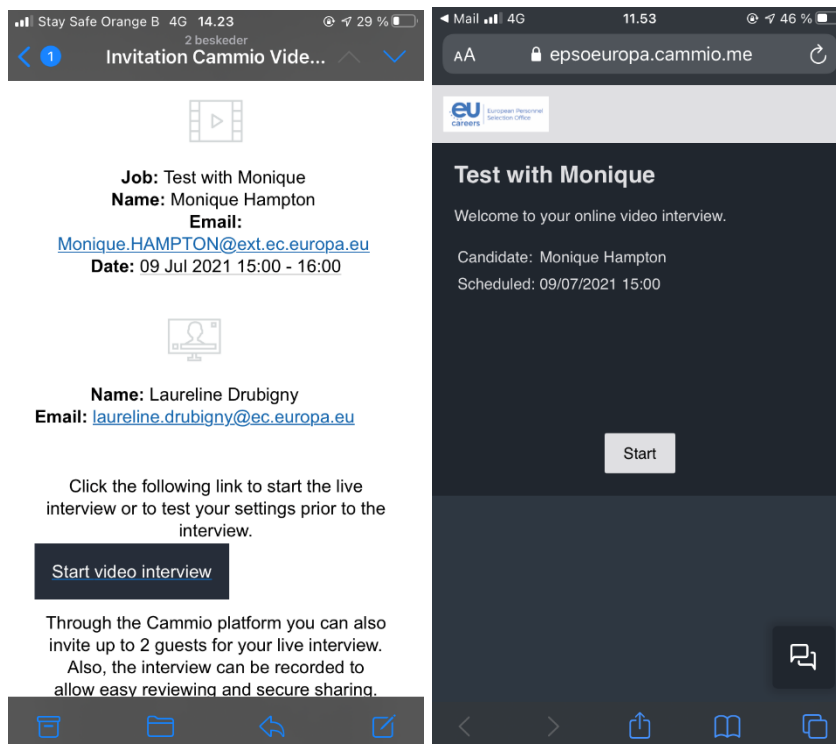 Stay Safe Orange B 4G 14.23 29 %
2 beskeder
1 Invitation Cammio Vide...
Job: Test with Monique
Name: Monique Hampton
Email:
Monique.HAMPTON@ext.ec.europa.eu
Date: 09 Jul 2021 15:00 - 16:00
Name: Laureline Drubigny
Email: laureline.drubigny@ec.europa.eu
Click the following link to start the live
interview or to test your settings prior to the
interview.
Start video interview
Through the Cammio platform you can also
invite up to 2 guests for your live interview.
Also, the interview can be recorded to
allow easy reviewing and secure sharing.
Mail 4G 11.53 46 %
AA epsoeuropa.cammio.me
eu careers
European Personnel
Selection Office
Test with Monique
Welcome to your online video interview.
Candidate: Monique Hampton
Scheduled: 09/07/2021 15:00
Start